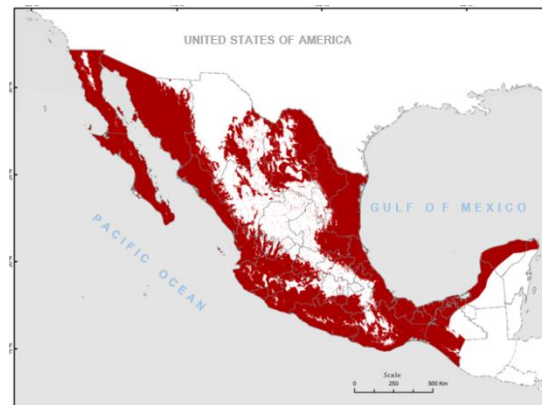 UNITED STATES OF AMERICA
GULF OF MEXICO
PACIFIC OCEAN
Scale
0 250 500 Km